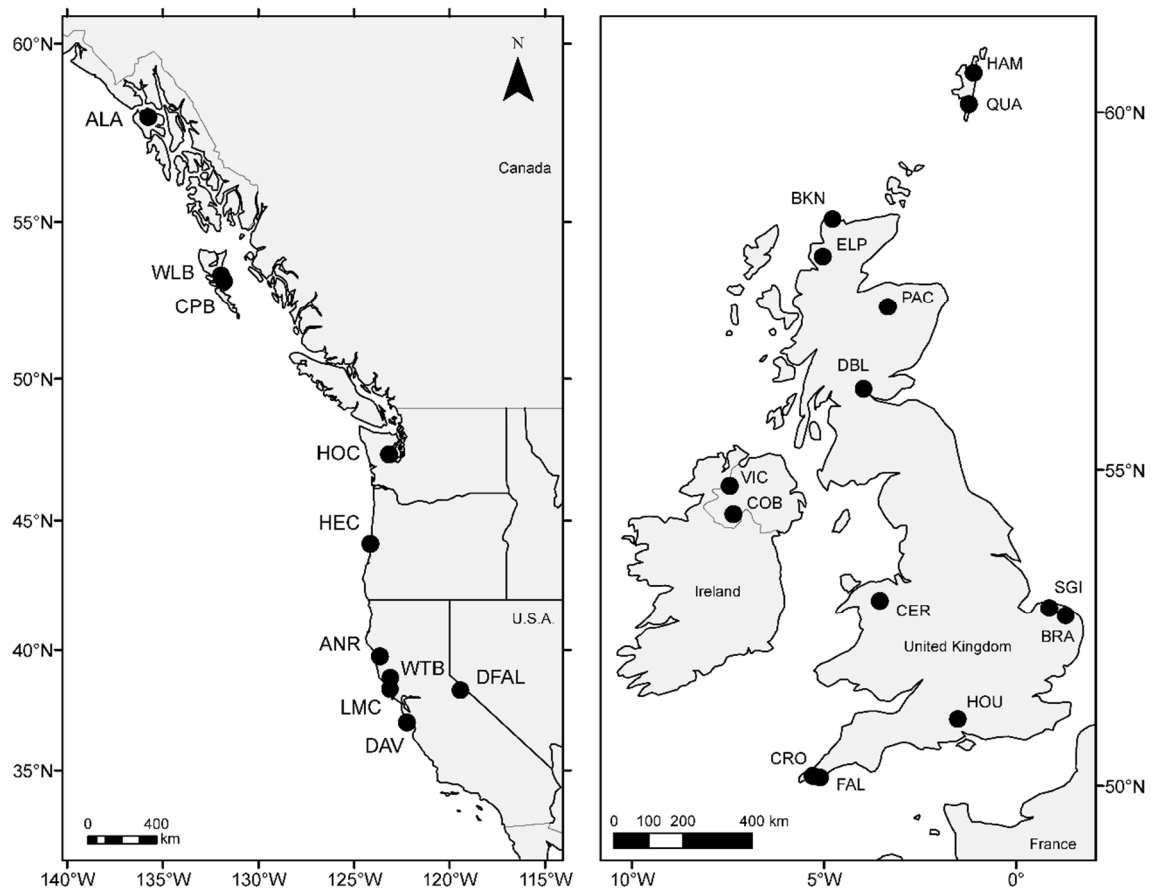 60°N
55°N
50°N
45°N
40°N
35°N
N
Canada
ALA
WLB
CPB
HOC
HEC
U.S.A.
ANR
WTB
DFAL
LMC
DAV
0 400
km
140°W 135°W 130°W 125°W 120°W 115°W
HAM
QUA
60°N
BKN
ELP
PAC
DBL
55°N
VIC
COB
SGI
Ireland
CER
BRA
United Kingdom
HOU
CRO
FAL
50°N
0 100 200 400 km
France
10°W 5°W 0°